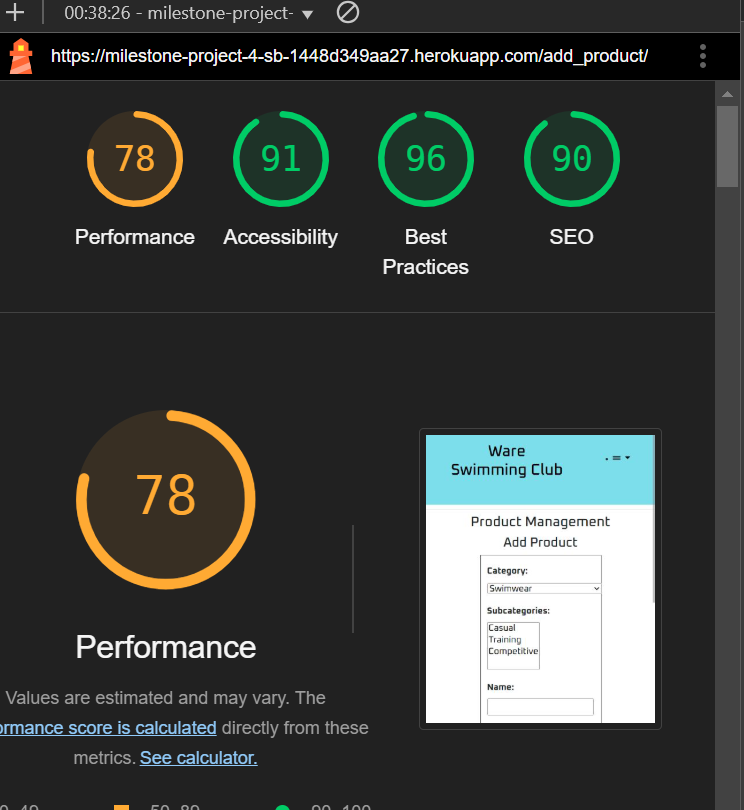 00:38:26 - milestone-project-
https://milestone-project-4-sb-1448d349aa27.herokuapp.com/add_product/
78 91 96 90
Performance Accessibility Best Practices SEO
78
Performance
Values are estimated and may vary. The
ormance score is calculated directly from these
metrics. See calculator.
Ware
Swimming Club
Product Management
Add Product
Category:
Swimwear
Subcategories:
Casual
Training
Competitive
Name:
0–49 50–89 90–100